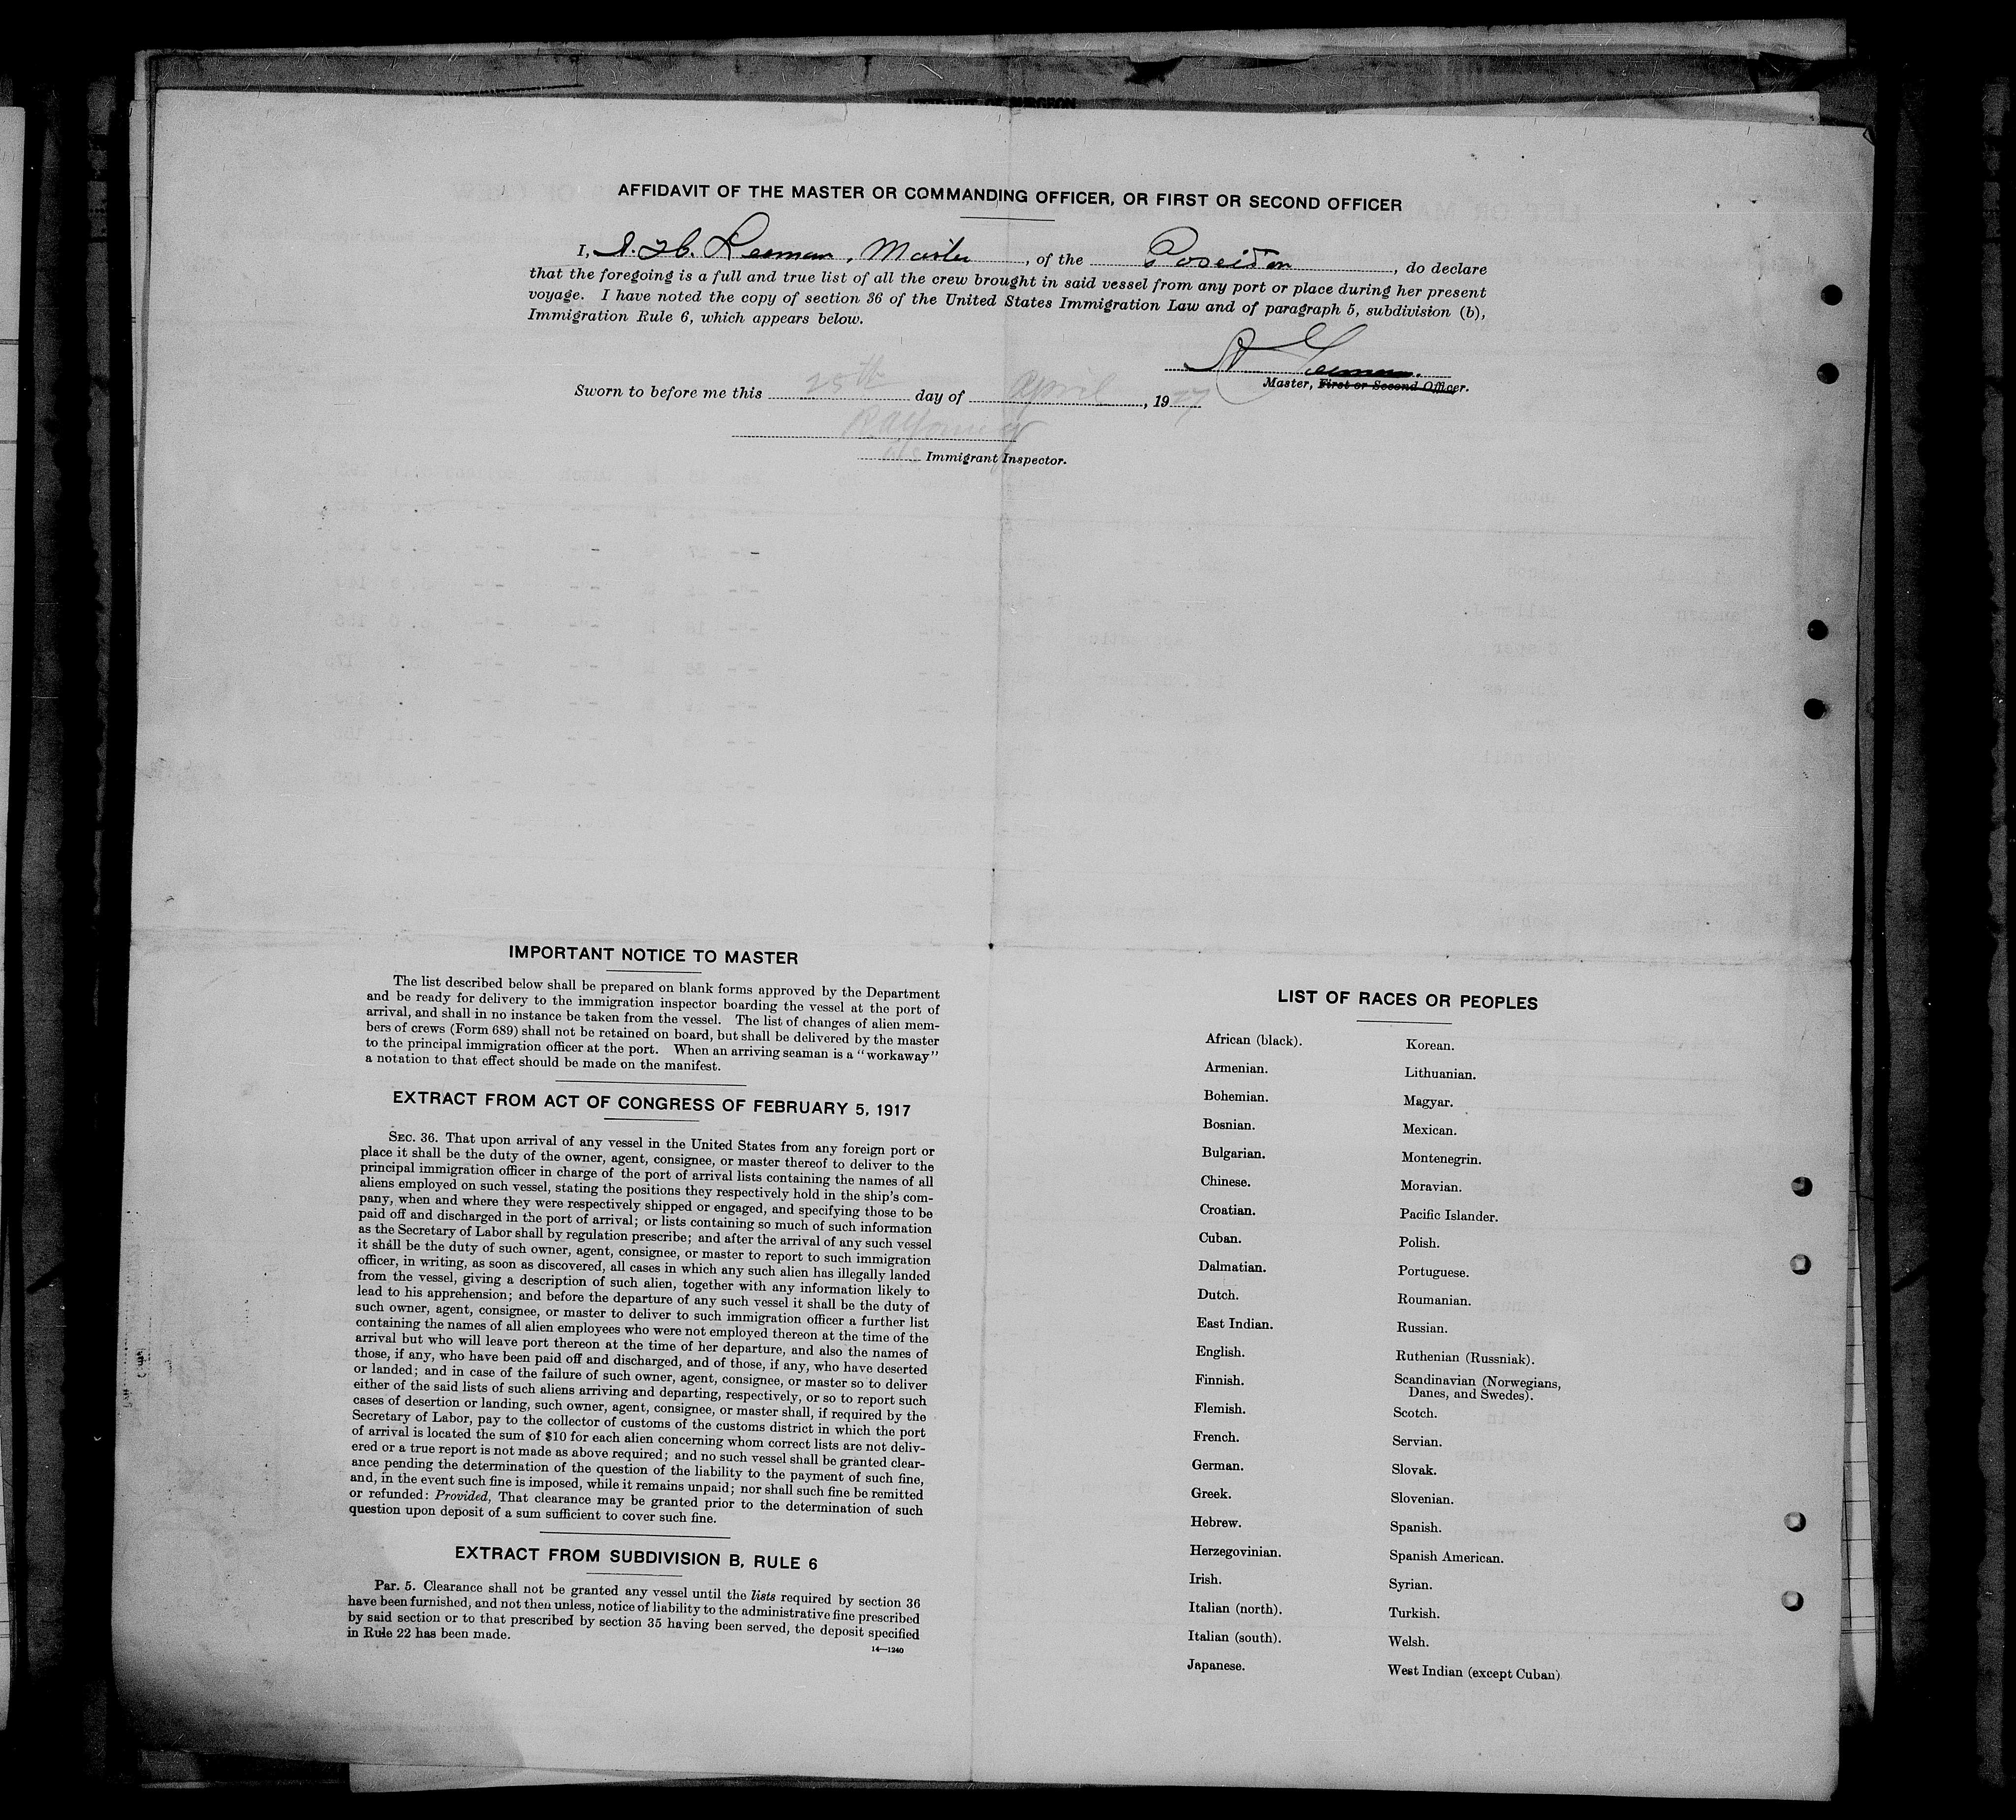 AFFIDAVIT OF THE MASTER OR COMMANDING OFFICER, OR FIRST OR SECOND OFFICER
I, Leeman, Master, of the Poseidon, do declare
that the foregoing is a full and true list of all the crew brought in said vessel from any port or place during her present
voyage. I have noted the copy of section 36 of the United States Immigration Law and of paragraph 5, subdivision (b),
Immigration Rule 6, which appears below.
Leeman.
Master, First or Second Officer.
Sworn to before me this 25th day of April, 1927
Immigrant Inspector.
IMPORTANT NOTICE TO MASTER
The list described below shall be prepared on blank forms approved by the Department
and be ready for delivery to the immigration inspector boarding the vessel at the port of
arrival, and shall in no instance be taken from the vessel. The list of changes of alien mem-
bers of crews (Form 689) shall not be retained on board, but shall be delivered by the master
to the principal immigration officer at the port. When an arriving seaman is a "workaway"
a notation to that effect should be made on the manifest.
EXTRACT FROM ACT OF CONGRESS OF FEBRUARY 5, 1917
SEC. 36. That upon arrival of any vessel in the United States from any foreign port or
place it shall be the duty of the owner, agent, consignee, or master thereof to deliver to the
principal immigration officer in charge of the port of arrival lists containing the names of all
aliens employed on such vessel, stating the positions they respectively hold in the ship's com-
pany, when and where they were respectively shipped or engaged, and specifying those to be
paid off and discharged in the port of arrival; or lists containing so much of such information
as the Secretary of Labor shall by regulation prescribe; and after the arrival of any such vessel
it shall be the duty of such owner, agent, consignee, or master to report to such immigration
officer, in writing, as soon as discovered, all cases in which any such alien has illegally landed
from the vessel, giving a description of such alien, together with any information likely to
lead to his apprehension; and before the departure of any such vessel it shall be the duty of
such owner, agent, consignee, or master to deliver to such immigration officer a further list
containing the names of all alien employees who were not employed thereon at the time of the
arrival but who will leave port thereon at the time of her departure, and also the names of
those, if any, who have been paid off and discharged, and of those, if any, who have deserted
or landed; and in case of the failure of such owner, agent, consignee, or master so to deliver
either of the said lists of such aliens arriving and departing, respectively, or so to report such
cases of desertion or landing, such owner, agent, consignee, or master shall, if required by the
Secretary of Labor, pay to the collector of customs of the customs district in which the port
of arrival is located the sum of $10 for each alien concerning whom correct lists are not deliv-
ered or a true report is not made as above required; and no such vessel shall be granted clear-
ance pending the determination of the question of the liability to the payment of such fine,
and, in the event such fine is imposed, while it remains unpaid; nor shall such fine be remitted
or refunded: Provided, That clearance may be granted prior to the determination of such
question upon deposit of a sum sufficient to cover such fine.
EXTRACT FROM SUBDIVISION B, RULE 6
Par. 5. Clearance shall not be granted any vessel until the lists required by section 36
have been furnished, and not then unless, notice of liability to the administrative fine prescribed
by said section or to that prescribed by section 35 having been served, the deposit specified
in Rule 22 has been made.
14—1240
LIST OF RACES OR PEOPLES
African (black).
Armenian.
Bohemian.
Bosnian.
Bulgarian.
Chinese.
Croatian.
Cuban.
Dalmatian.
Dutch.
East Indian.
English.
Finnish.
Flemish.
French.
German.
Greek.
Hebrew.
Herzegovinian.
Irish.
Italian (north).
Italian (south).
Japanese.
Korean.
Lithuanian.
Magyar.
Mexican.
Montenegrin.
Moravian.
Pacific Islander.
Polish.
Portuguese.
Roumanian.
Russian.
Ruthenian (Russniak).
Scandinavian (Norwegians,
Danes, and Swedes).
Scotch.
Servian.
Slovak.
Slovenian.
Spanish.
Spanish American.
Syrian.
Turkish.
Welsh.
West Indian (except Cuban)